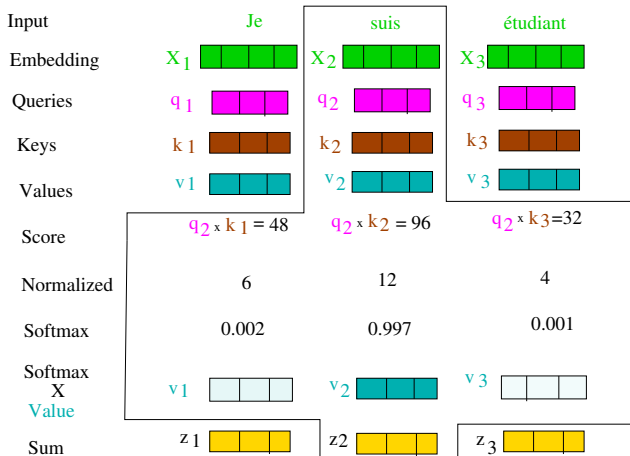 Input Je suis étudiant
Embedding X1 X2 X3
Queries q1 q2 q3
Keys k1 k2 k3
Values v1 v2 v3
Score q2 x k1 = 48 q2 x k2 = 96 q2 x k3=32
Normalized 6 12 4
Softmax 0.002 0.997 0.001
Softmax
X
Value v1 v2 v3
Sum z1 z2 z3